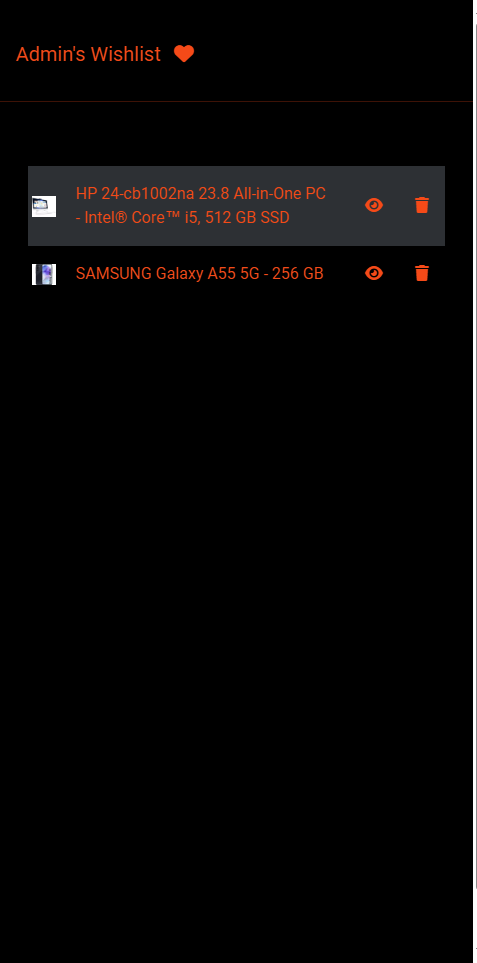 Admin's Wishlist
HP 24-cb1002na 23.8 All-in-One PC
- Intel® Core™ i5, 512 GB SSD
SAMSUNG Galaxy A55 5G - 256 GB